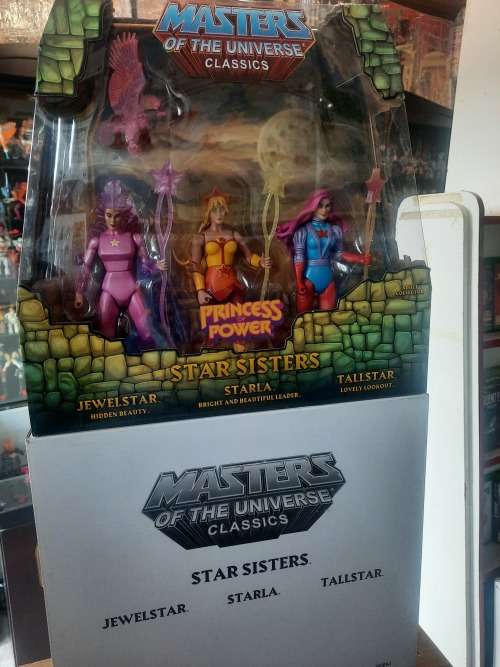 MASTERS
OF THE UNIVERSE
CLASSICS
PRINCESS
POWER
STAR SISTERS
JEWELSTAR
HIDDEN BEAUTY.
STARLA
BRIGHT AND BEAUTIFUL LEADER.
TALLSTAR
LOVELY LOOKOUT.
MASTERS
OF THE UNIVERSE
CLASSICS
STAR SISTERS
JEWELSTAR
STARLA
TALLSTAR